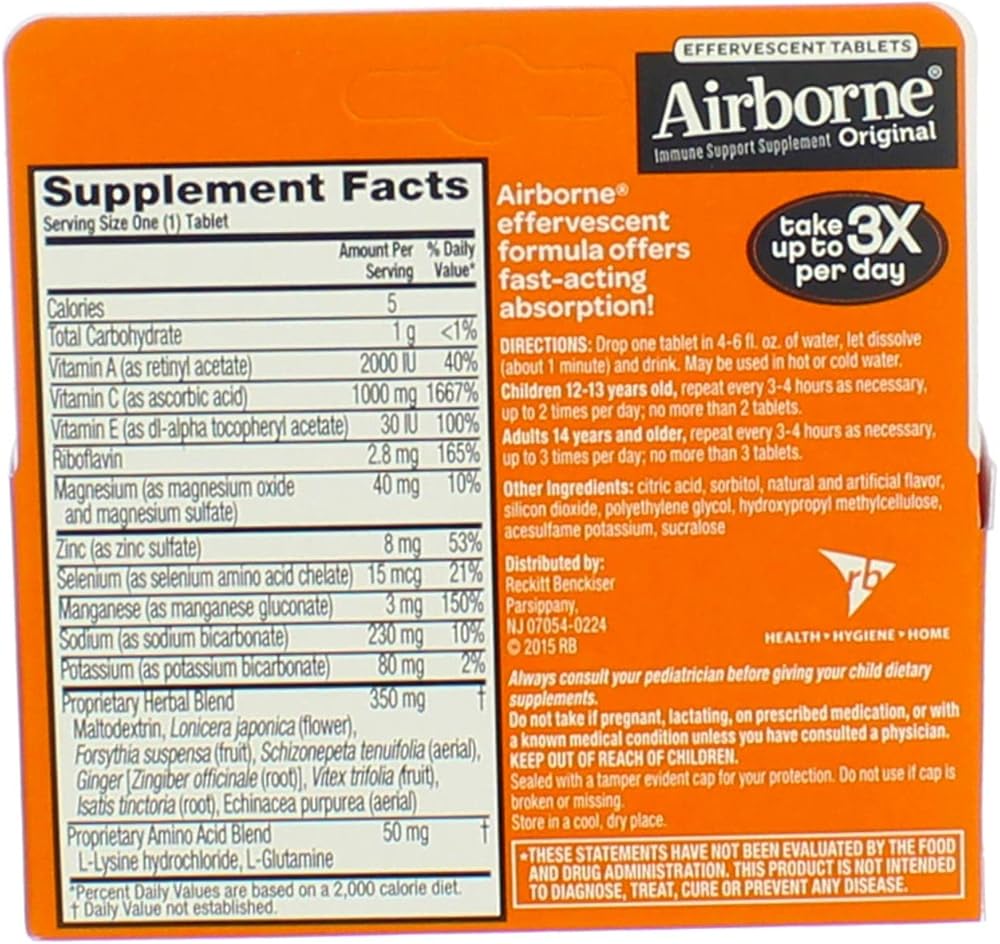 EFFERVESCENT TABLETS
Airborne®
Immune Support Supplement Original
Supplement Facts
Serving Size One (1) Tablet
Amount Per Serving % Daily Value*
Calories 5
Total Carbohydrate 1 g <1%
Vitamin A (as retinyl acetate) 2000 IU 40%
Vitamin C (as ascorbic acid) 1000 mg 1667%
Vitamin E (as dl-alpha tocopheryl acetate) 30 IU 100%
Riboflavin 2.8 mg 165%
Magnesium (as magnesium oxide 40 mg 10%
and magnesium sulfate)
Zinc (as zinc sulfate) 8 mg 53%
Selenium (as selenium amino acid chelate) 15 mcg 21%
Manganese (as manganese gluconate) 3 mg 150%
Sodium (as sodium bicarbonate) 230 mg 10%
Potassium (as potassium bicarbonate) 80 mg 2%
Proprietary Herbal Blend 350 mg †
Maltodextrin, Lonicera japonica (flower),
Forsythia suspensa (fruit), Schizonepeta tenuifolia (aerial),
Ginger [Zingiber officinale (root)], Vitex trifolia (fruit),
Isatis tinctoria (root), Echinacea purpurea (aerial)
Proprietary Amino Acid Blend 50 mg †
L-Lysine hydrochloride, L-Glutamine
*Percent Daily Values are based on a 2,000 calorie diet.
† Daily Value not established.
Airborne®
effervescent
formula offers
fast-acting
absorption!
take
up to 3X
per day
DIRECTIONS: Drop one tablet in 4-6 fl. oz. of water, let dissolve
(about 1 minute) and drink. May be used in hot or cold water.
Children 12-13 years old, repeat every 3-4 hours as necessary,
up to 2 times per day; no more than 2 tablets.
Adults 14 years and older, repeat every 3-4 hours as necessary,
up to 3 times per day; no more than 3 tablets.
Other Ingredients: citric acid, sorbitol, natural and artificial flavor,
silicon dioxide, polyethylene glycol, hydroxypropyl methylcellulose,
acesulfame potassium, sucralose
Distributed by:
Reckitt Benckiser
Parsippany,
NJ 07054-0224
© 2015 RB
rb
HEALTH • HYGIENE • HOME
Always consult your pediatrician before giving your child dietary
supplements.
Do not take if pregnant, lactating, on prescribed medication, or with
a known medical condition unless you have consulted a physician.
KEEP OUT OF REACH OF CHILDREN.
Sealed with a tamper evident cap for your protection. Do not use if cap is
broken or missing.
Store in a cool, dry place.
*THESE STATEMENTS HAVE NOT BEEN EVALUATED BY THE FOOD
AND DRUG ADMINISTRATION. THIS PRODUCT IS NOT INTENDED
TO DIAGNOSE, TREAT, CURE OR PREVENT ANY DISEASE.